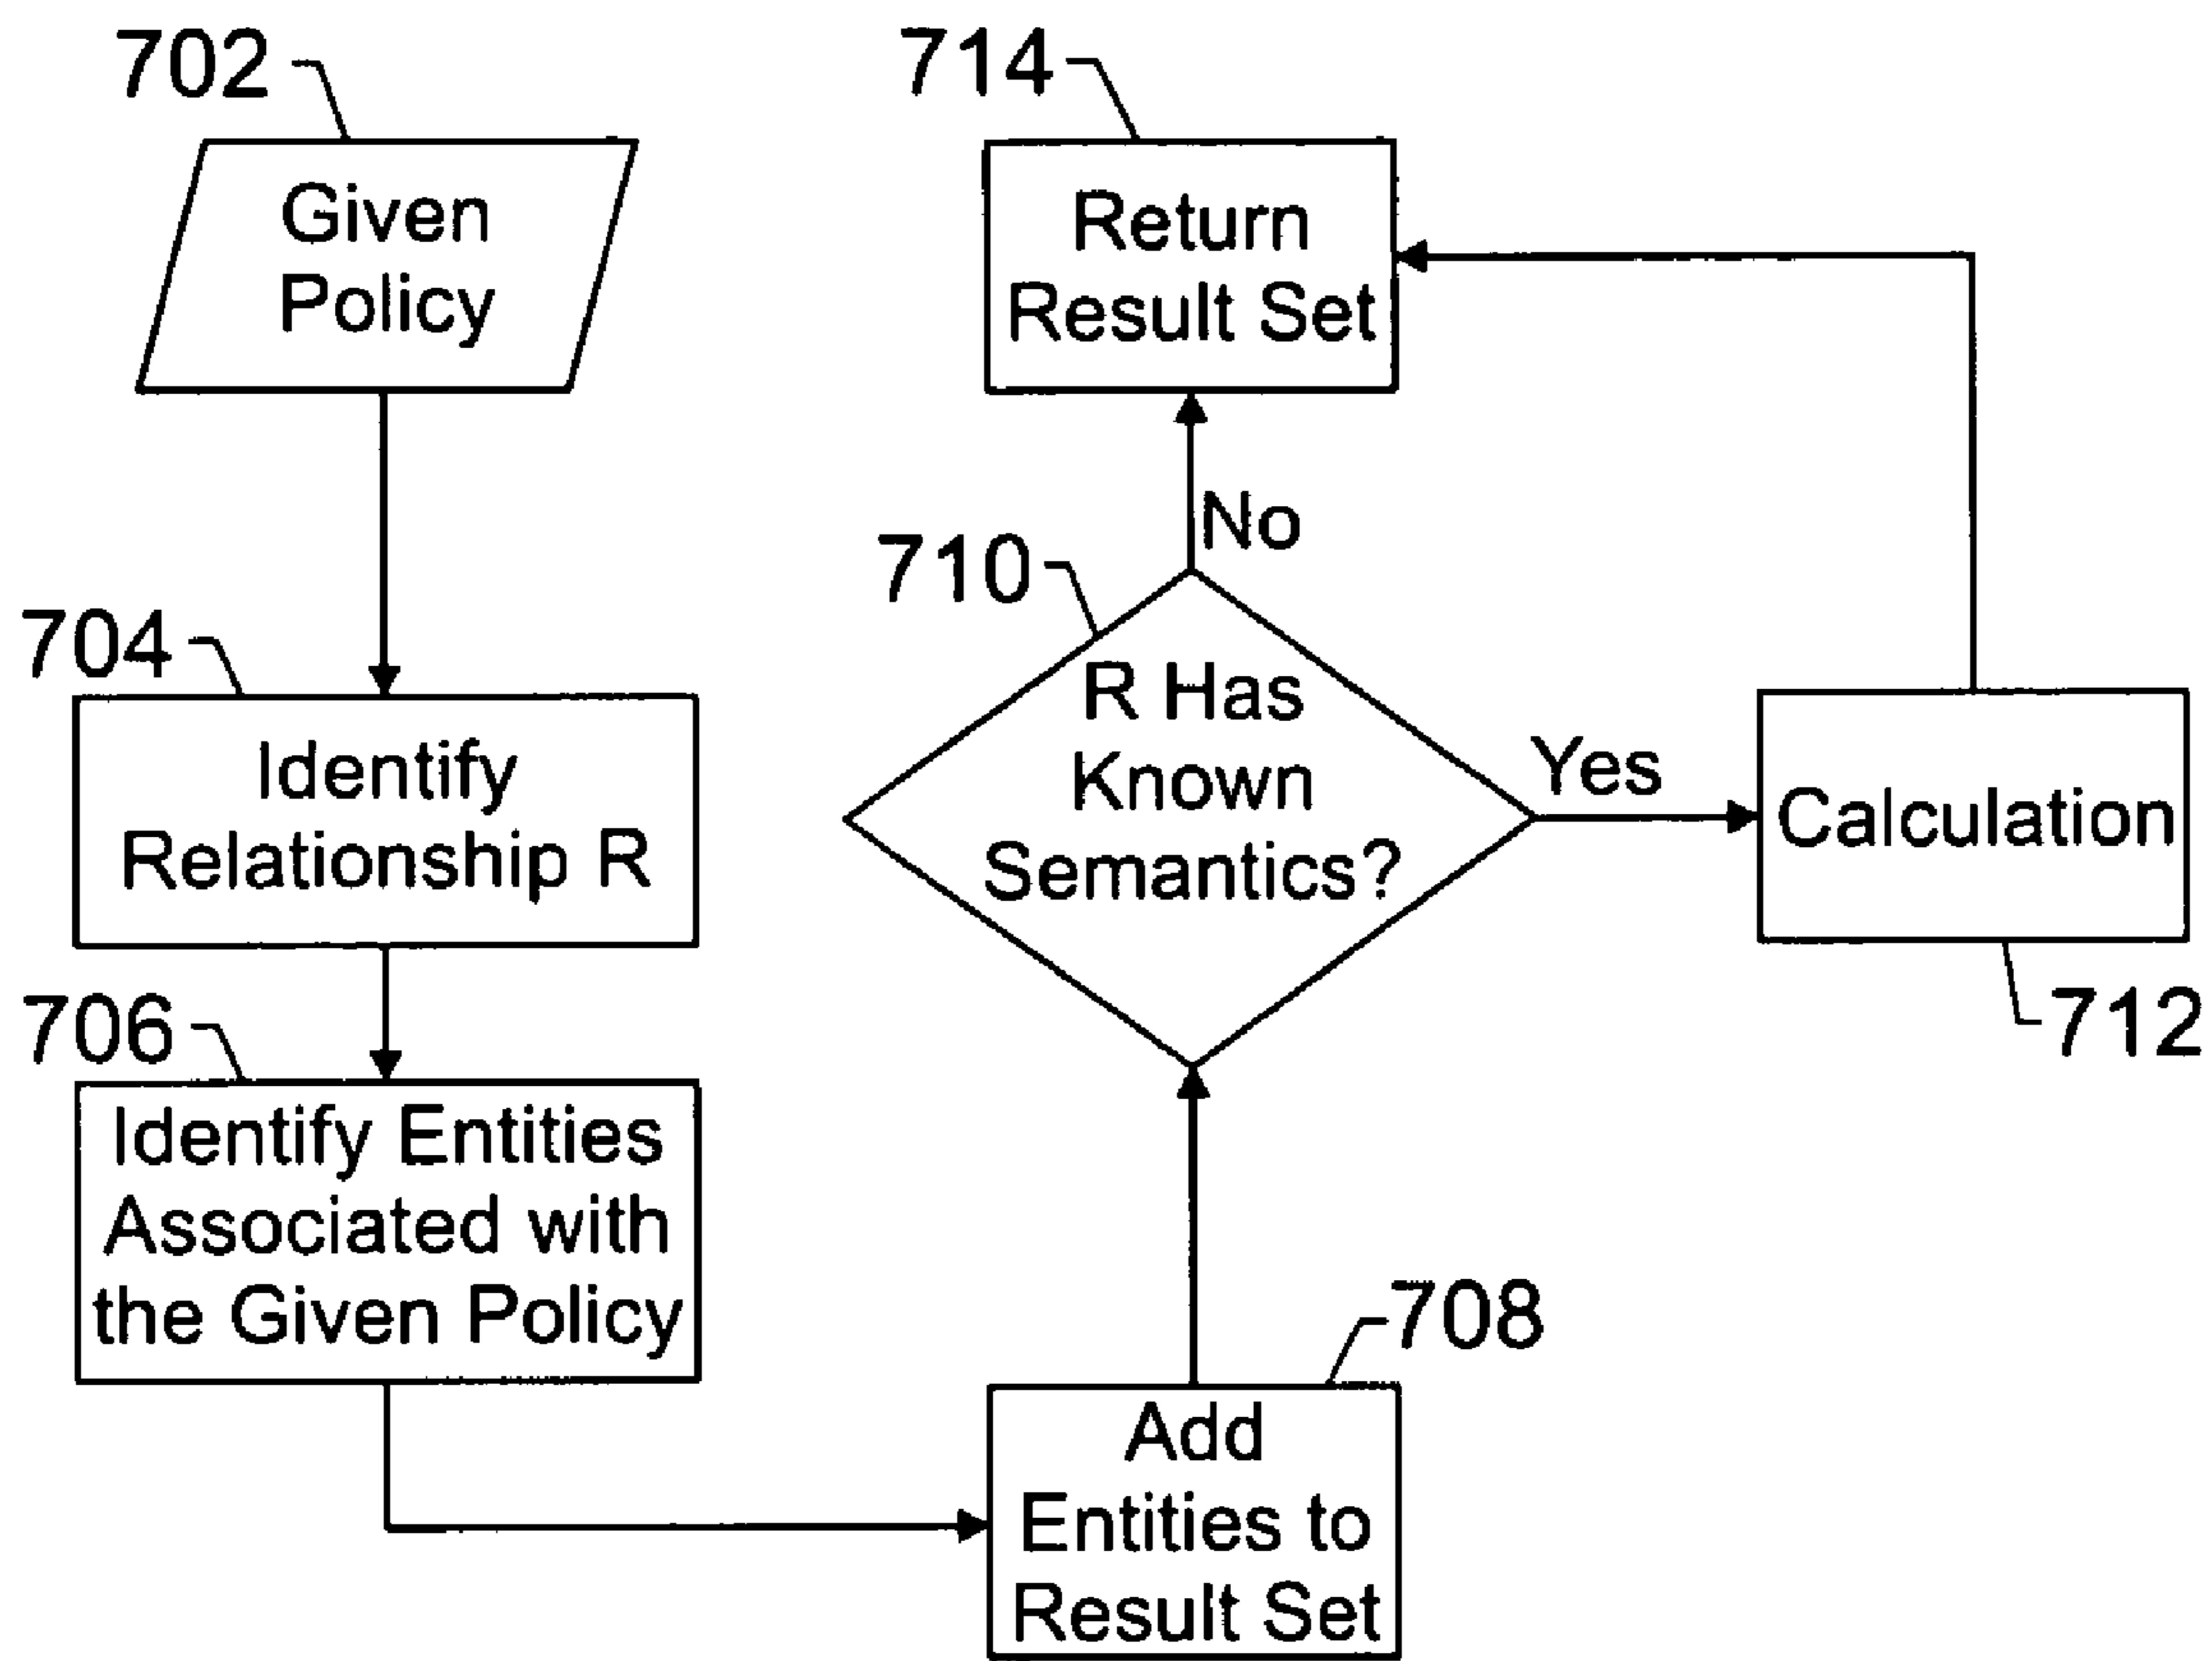 702
Given
Policy
704
Identify
Relationship R
706
Identify Entities
Associated with
the Given Policy
708
Add
Entities to
Result Set
710
R Has
Known
Semantics?
No
Yes
712
Calculation
714
Return
Result Set